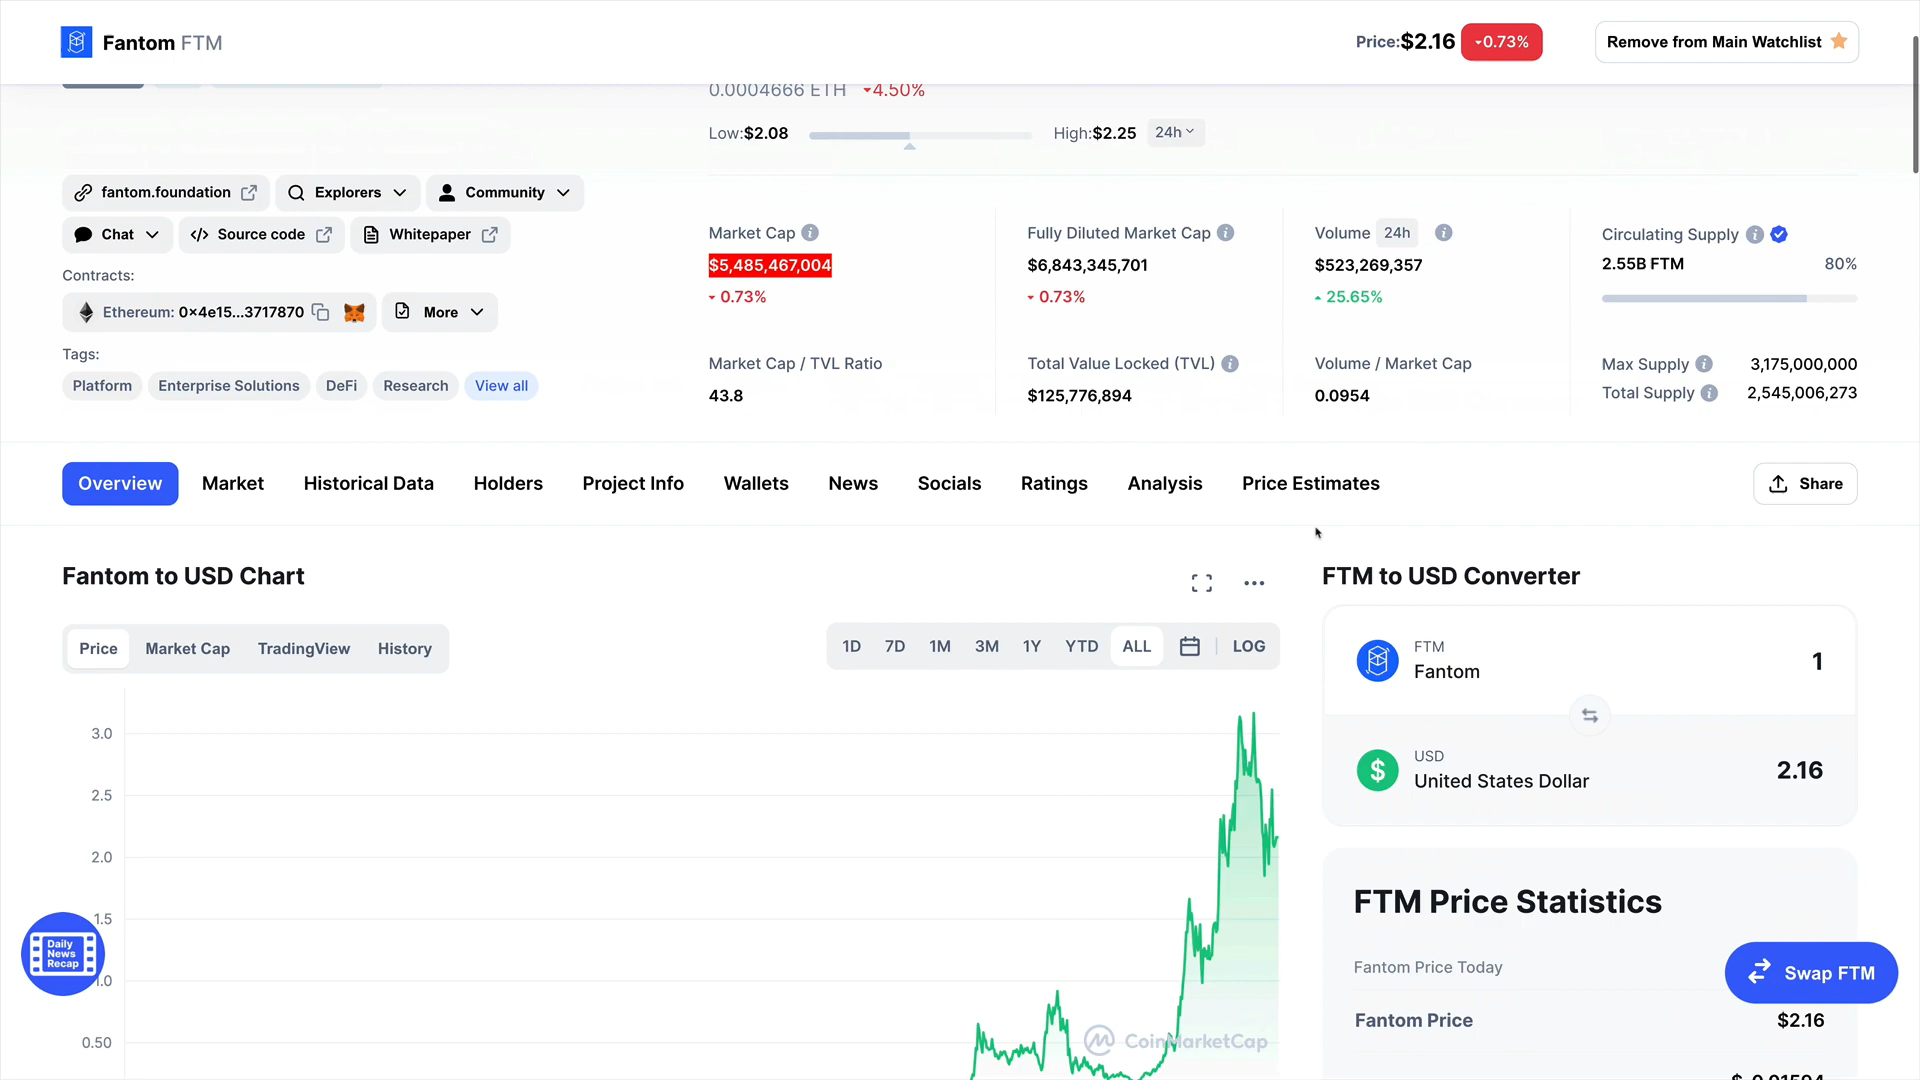 Fantom FTM
Price:$2.16 0.73%
Remove from Main Watchlist
0.0004666 ETH 4.50%
Low:$2.08 High:$2.25 24h
fantom.foundation Explorers Community
Chat Source code Whitepaper
Contracts:
Ethereum: 0x4e15...3717870 More
Tags:
Platform Enterprise Solutions DeFi Research View all
Market Cap
$5,485,467,004
0.73%
Fully Diluted Market Cap
$6,843,345,701
0.73%
Volume 24h
$523,269,357
25.65%
Circulating Supply
2.55B FTM 80%
Market Cap / TVL Ratio
43.8
Total Value Locked (TVL)
$125,776,894
Volume / Market Cap
0.0954
Max Supply 3,175,000,000
Total Supply 2,545,006,273
Overview Market Historical Data Holders Project Info Wallets News Socials Ratings Analysis Price Estimates Share
Fantom to USD Chart
Price Market Cap TradingView History
1D 7D 1M 3M 1Y YTD ALL LOG
3.0
2.5
2.0
1.5
1.0
0.50
CoinMarketCap
Daily
News
Recap
FTM to USD Converter
FTM
Fantom 1
USD
United States Dollar 2.16
FTM Price Statistics
Fantom Price Today
Swap FTM
Fantom Price $2.16